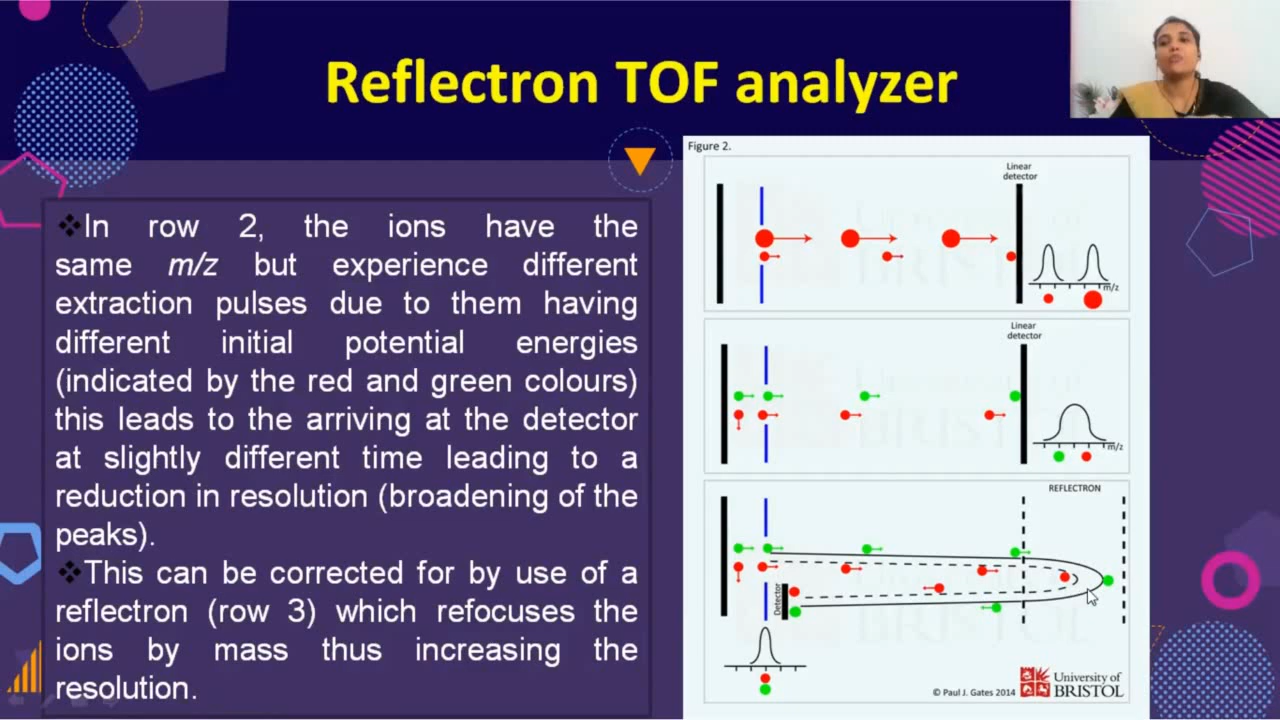 Reflectron TOF analyzer
❖In row 2, the ions have the
same m/z but experience different
extraction pulses due to them having
different initial potential energies
(indicated by the red and green colours)
this leads to the arriving at the detector
at slightly different time leading to a
reduction in resolution (broadening of the
peaks).
❖This can be corrected for by use of a
reflectron (row 3) which refocuses the
ions by mass thus increasing the
resolution.
Figure 2.
Linear
detector
m/z
Linear
detector
m/z
REFLECTRON
Detector
© Paul J. Gates 2014
University of
BRISTOL